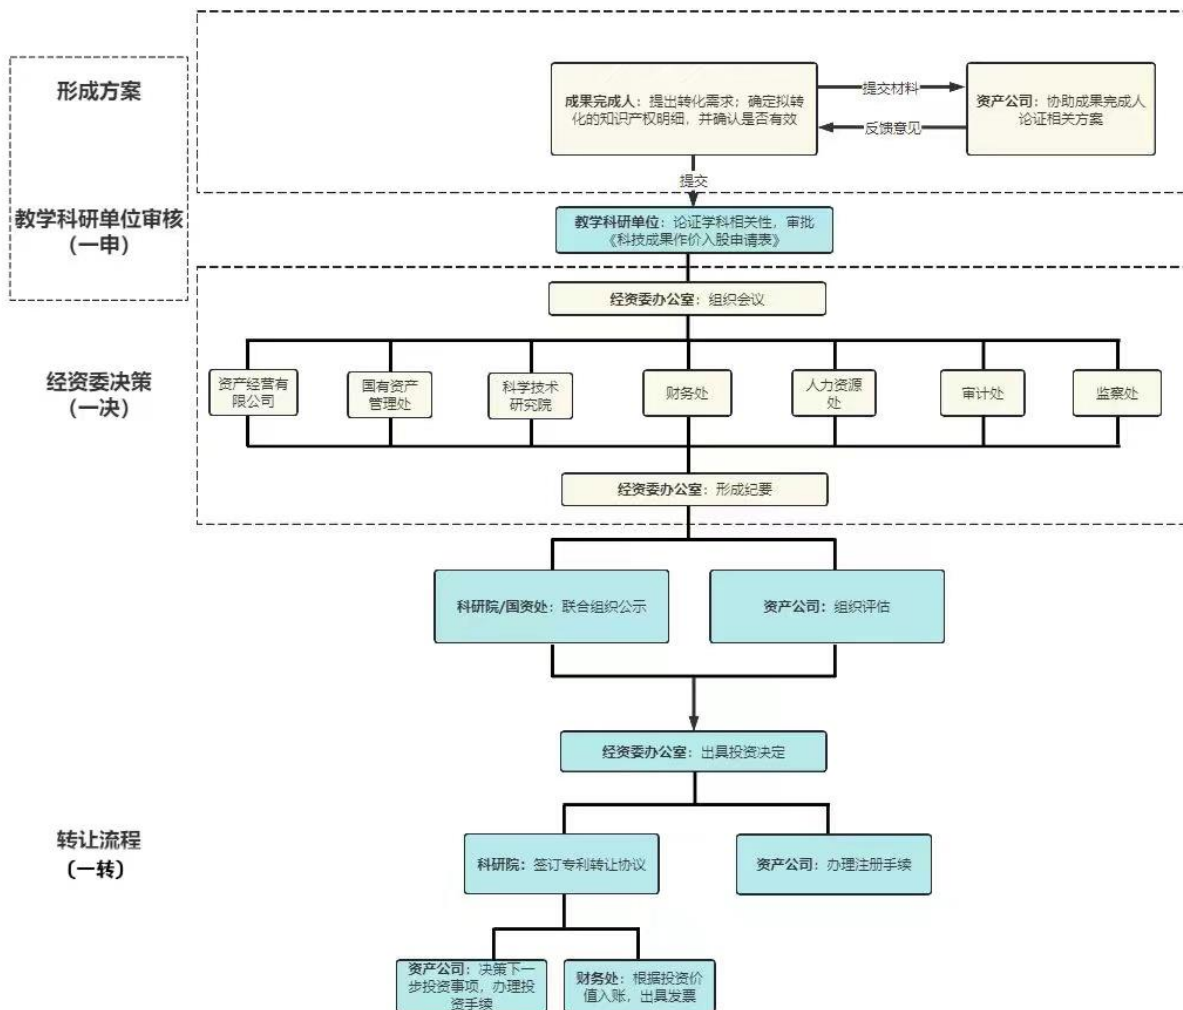 形成方案
成果完成人：提出转化需求；确定拟转
化的知识产权明细，并确认是否有效
提交材料
反馈意见
资产公司：协助成果完成人
论证相关方案
提交
教学科研单位审核
（一申）
教学科研单位：论证学科相关性，审批
《科技成果作价入股申请表》
经资委办公室：组织会议
经资委决策
（一决）
资产经营有
限公司
国有资产
管理处
科学技术
研究院
财务处
人力资源
处
审计处
监察处
经资委办公室：形成纪要
科研院/国资处：联合组织公示
资产公司：组织评估
经资委办公室：出具投资决定
转让流程
（一转）
科研院：签订专利转让协议
资产公司：办理注册手续
资产公司：决策下一
步投资事项，办理投
资手续
财务处：根据投资价
值入账，出具发票